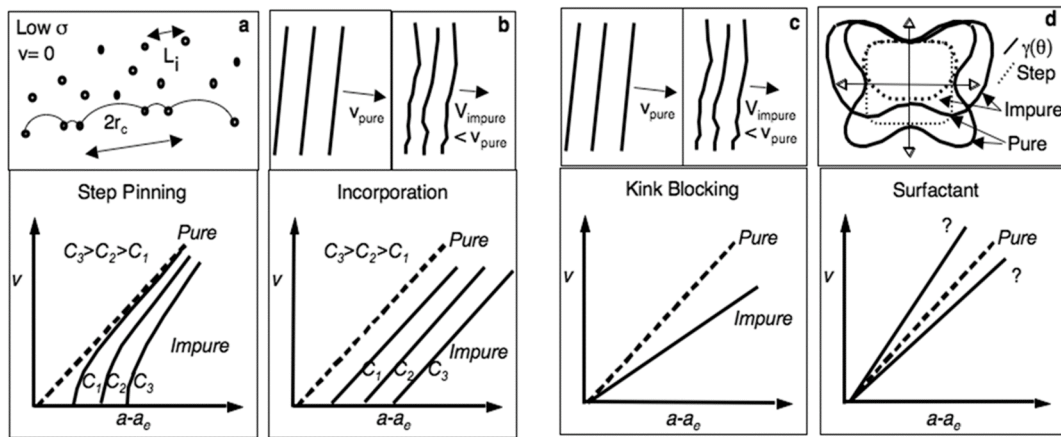 a
Low σ
v= 0
L_i
2r_c
b
v_pure
V_impure
< v_pure
c
v_pure
V_impure
< v_pure
d
γ(θ)
Step
Impure
Pure
Step Pinning
C_3>C_2>C_1
Pure
v
Impure
C_1 C_2 C_3
a-a_e
Incorporation
C_3>C_2>C_1
Pure
v
Impure
C_1 C_2 C_3
a-a_e
Kink Blocking
Pure
v
Impure
a-a_e
Surfactant
?
Pure
v
?
a-a_e